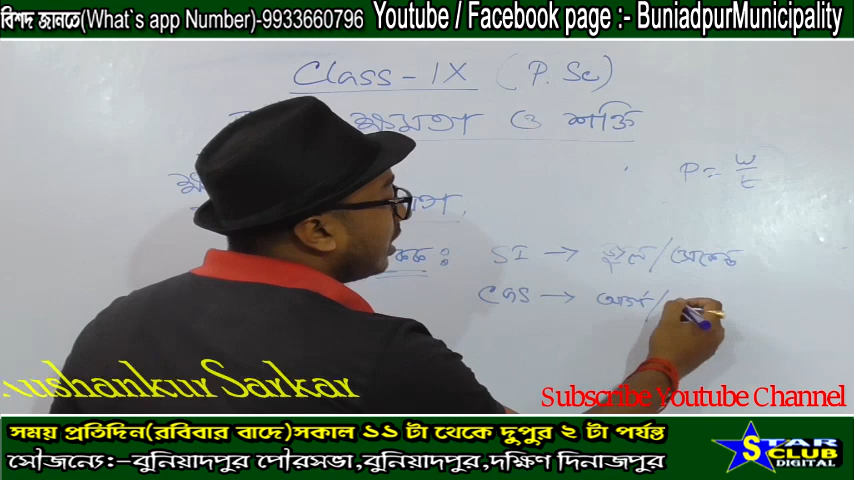 বিশদ জানতে(What`s app Number)-9933660796 Youtube / Facebook page :- BuniadpurMunicipality
Class - IX (P. Sc)
ক্ষমতা ও শক্তি
P = W/t
SI → জুল/সেকেন্ড
CGS → আর্গ/
ushankur Sarkar
Subscribe Youtube Channel
সময় প্রতিদিন(রবিবার বাদে)সকাল ১১ টা থেকে দুপুর ২ টা পর্যন্ত
সৌজন্যে:-বুনিয়াদপুর পৌরসভা,বুনিয়াদপুর,দক্ষিণ দিনাজপুর
STAR CLUB DIGITAL